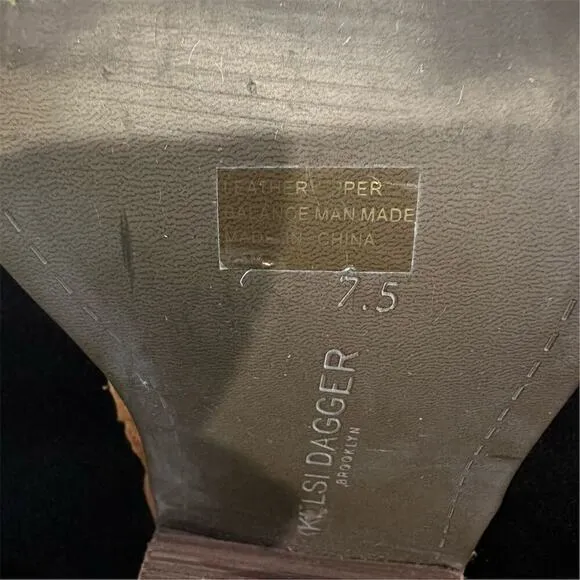 LEATHER UPPER
BALANCE MAN MADE
MADE IN CHINA
7.5
KELSI DAGGER
BROOKLYN